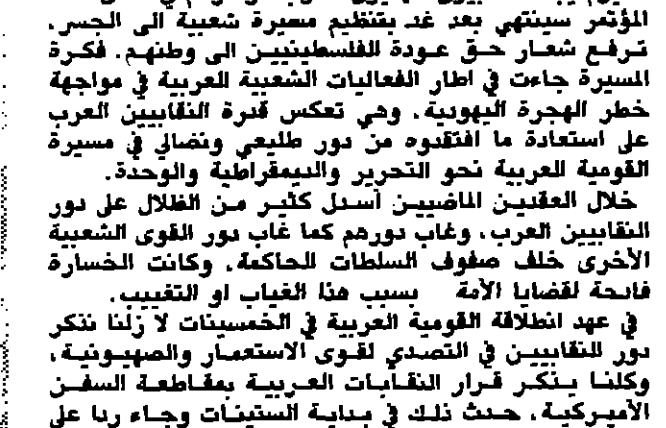 المؤتمر سينتهي بعد غد بتنظيم مسيرة شعبية الى الجسر،
ترفع شعار حق عودة الفلسطينيين الى وطنهم. فكرة
المسيرة جاءت في اطار الفعاليات الشعبية العربية في مواجهة
خطر الهجرة اليهودية، وهي تعكس قدرة النقابيين العرب
على استعادة ما افتقدوه من دور طليعي ونضالي في مسيرة
القومية العربية نحو التحرير والديمقراطية والوحدة.
خلال العقدين الماضيين أسدل كثير من الظلال على دور
النقابيين العرب، وغاب دورهم كما غاب دور القوى الشعبية
الأخرى خلف صفوف السلطات الحاكمة، وكانت الخسارة
فادحة لقضايا الأمة بسبب هذا الغياب او التغييب.
في عهد انطلاقة القومية العربية في الخمسينات لا زلنا نذكر
دور النقابيين في التصدي لقوى الاستعمار والصهيونية،
وكلنا يذكر قرار النقابات العربية بمقاطعة السفن
الأميركية، حدث ذلك في بداية الستينات وجاء ردا على